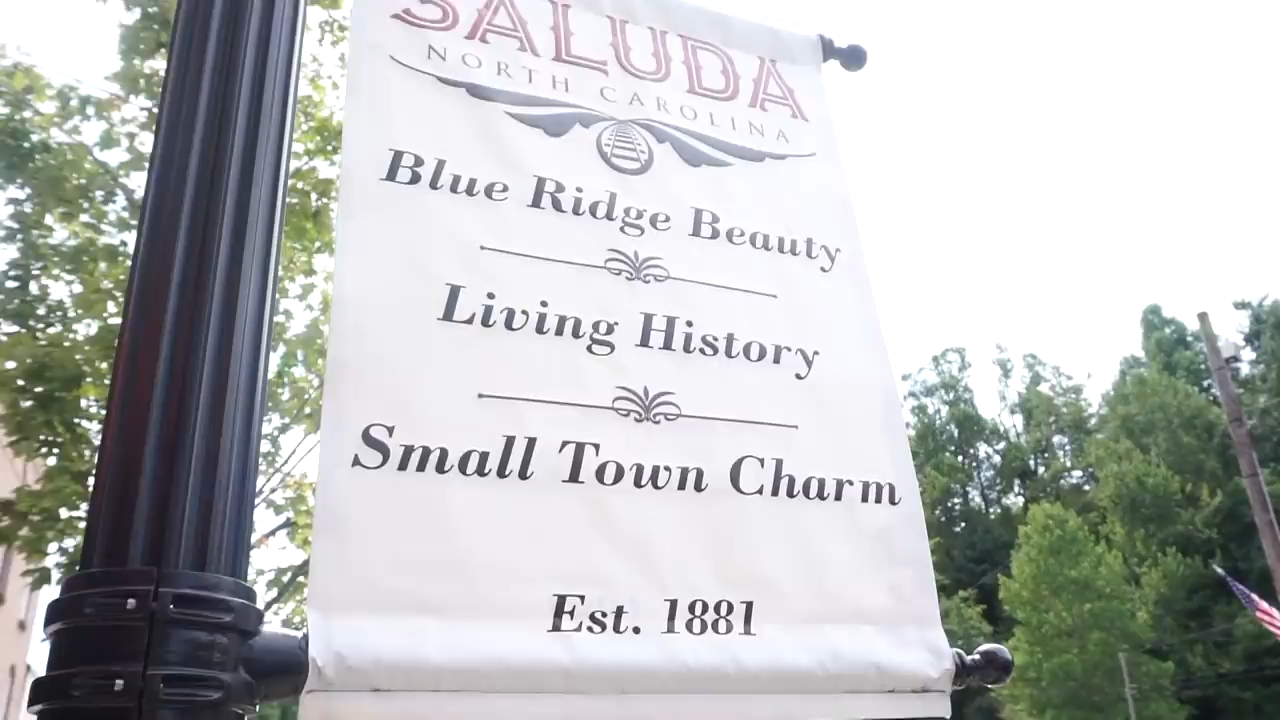 SALUDA
NORTH CAROLINA
Blue Ridge Beauty
Living History
Small Town Charm
Est. 1881